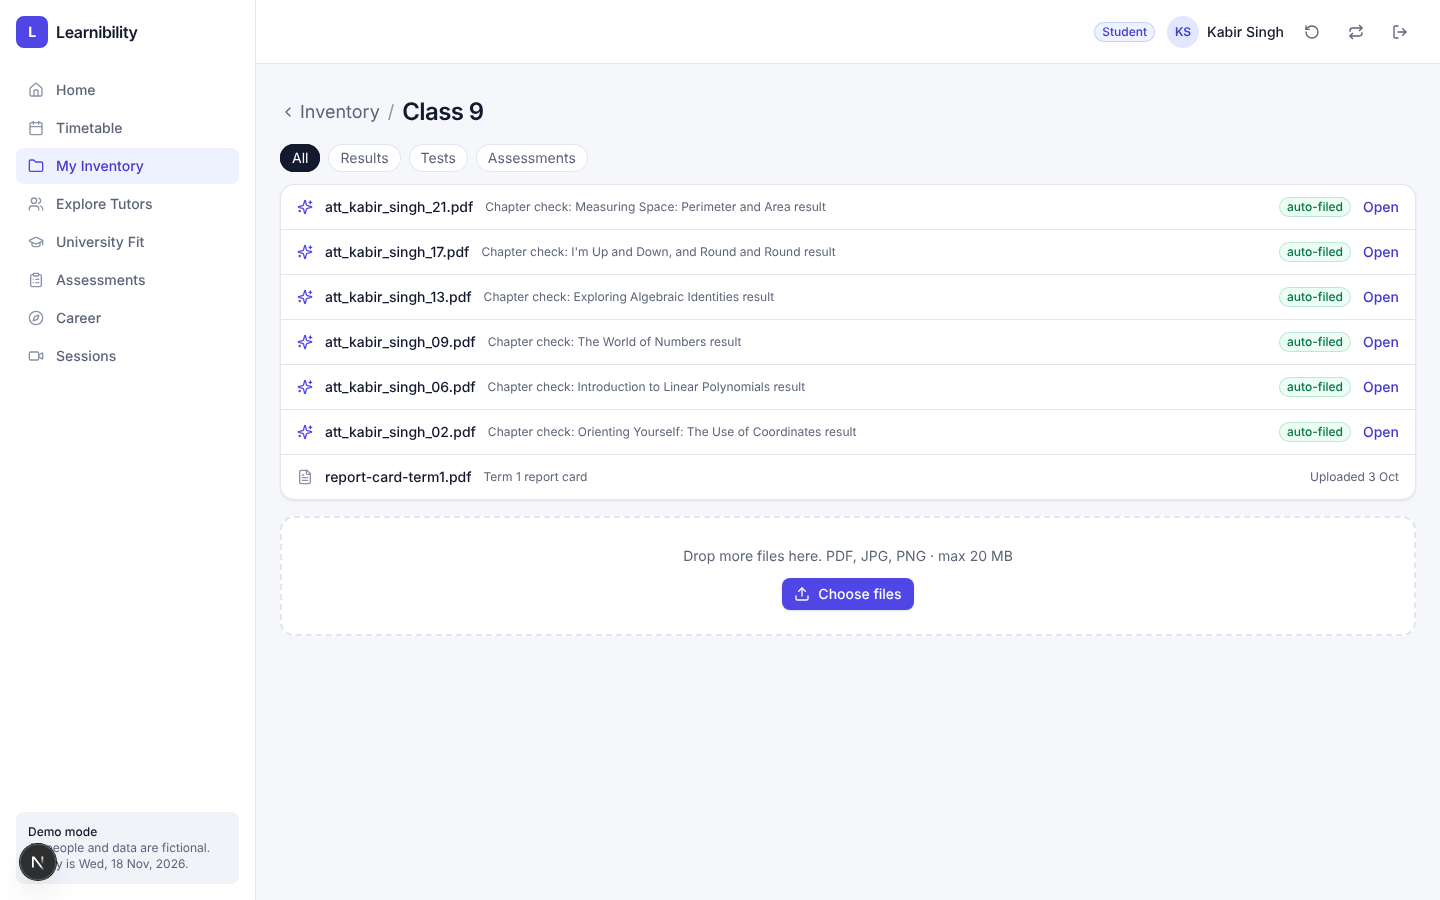 L Learnibility
Student KS Kabir Singh
Home
Timetable
My Inventory
Explore Tutors
University Fit
Assessments
Career
Sessions
Inventory / Class 9
All Results Tests Assessments
att_kabir_singh_21.pdf Chapter check: Measuring Space: Perimeter and Area result auto-filed Open
att_kabir_singh_17.pdf Chapter check: I'm Up and Down, and Round and Round result auto-filed Open
att_kabir_singh_13.pdf Chapter check: Exploring Algebraic Identities result auto-filed Open
att_kabir_singh_09.pdf Chapter check: The World of Numbers result auto-filed Open
att_kabir_singh_06.pdf Chapter check: Introduction to Linear Polynomials result auto-filed Open
att_kabir_singh_02.pdf Chapter check: Orienting Yourself: The Use of Coordinates result auto-filed Open
report-card-term1.pdf Term 1 report card Uploaded 3 Oct
Drop more files here. PDF, JPG, PNG · max 20 MB
Choose files
Demo mode
people and data are fictional.
N y is Wed, 18 Nov, 2026.